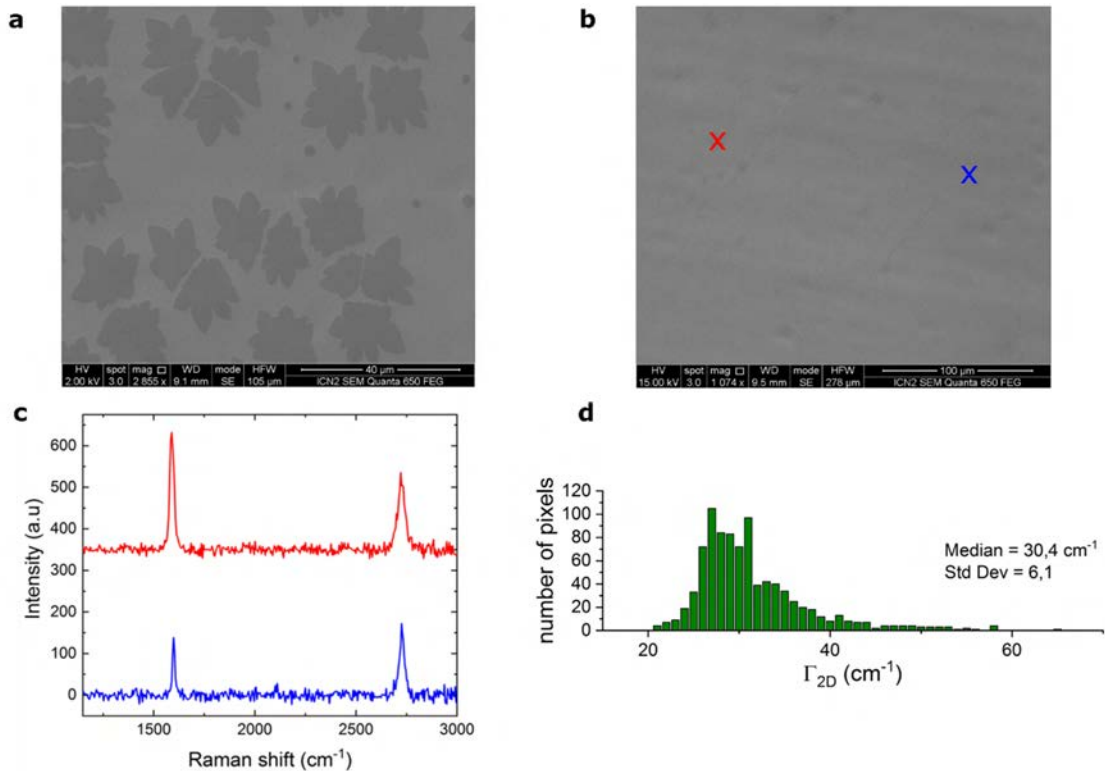 a
b
HV spot mag □ WD mode HFW 40 µm
2.00 kV 3.0 2 855 x 9.1 mm SE 105 µm ICN2 SEM Quanta 650 FEG
X
X
HV spot mag □ WD mode HFW 100 µm
15.00 kV 3.0 1 074 x 9.5 mm SE 278 µm ICN2 SEM Quanta 650 FEG
c
600
500
400
300
200
100
0
Intensity (a.u)
1500 2000 2500 3000
Raman shift (cm⁻¹)
d
120
100
80
60
40
20
0
number of pixels
Median = 30,4 cm⁻¹
Std Dev = 6,1
20 40 60
Γ2D (cm⁻¹)